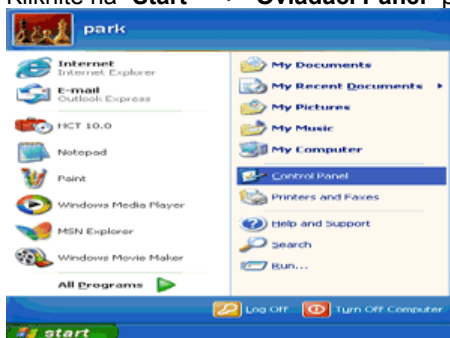 Kliknite na "Start" "Ovládací Panel"
park
Internet
Internet Explorer
E-mail
Outlook Express
HCT 10.0
Notepad
Paint
Windows Media Player
MSN Explorer
Windows Movie Maker
All Programs
My Documents
My Recent Documents
My Pictures
My Music
My Computer
Control Panel
Printers and Faxes
Help and Support
Search
Run...
Log Off
Turn Off Computer
start